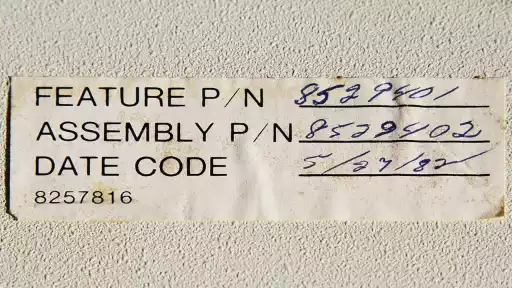 FEATURE P/N 8529401
ASSEMBLY P/N 8529402
DATE CODE 5/27/82
8257816